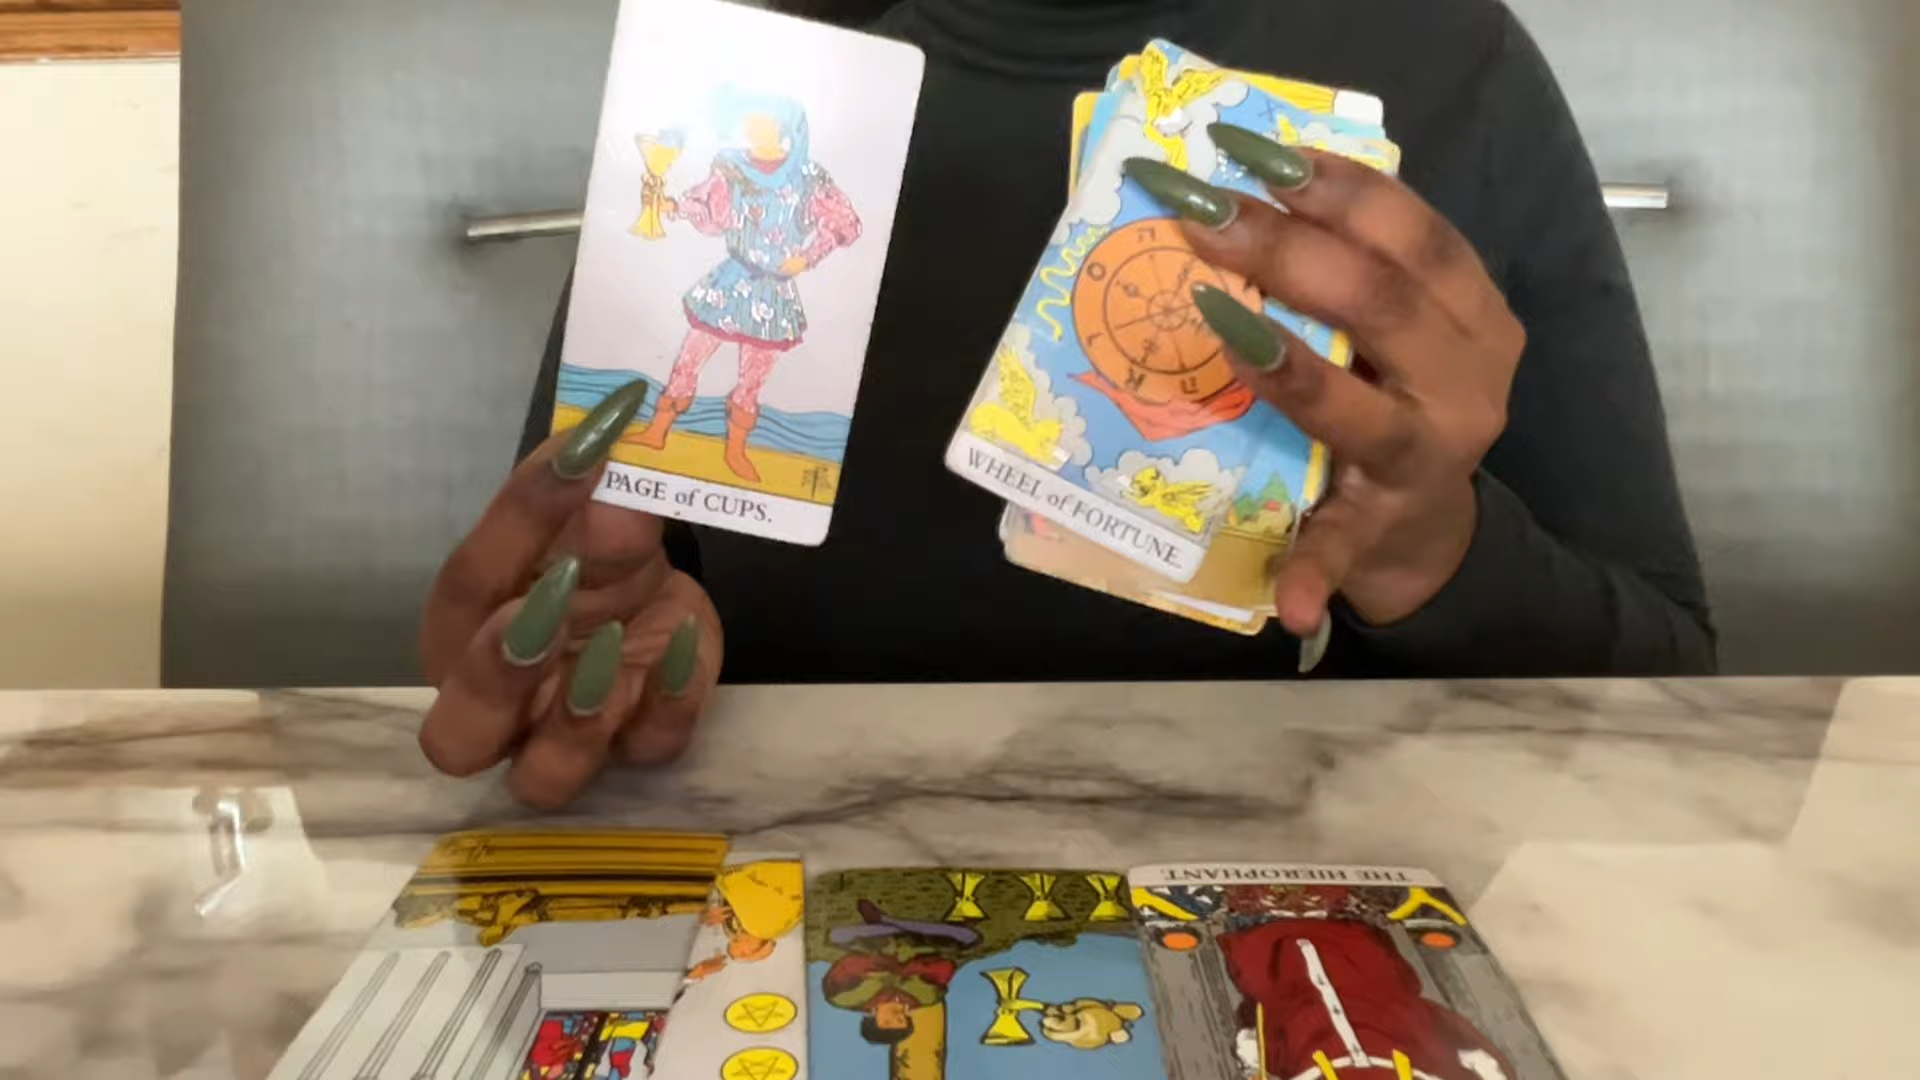 PAGE of CUPS.
X
WHEEL of FORTUNE.
THE HIEROPHANT.